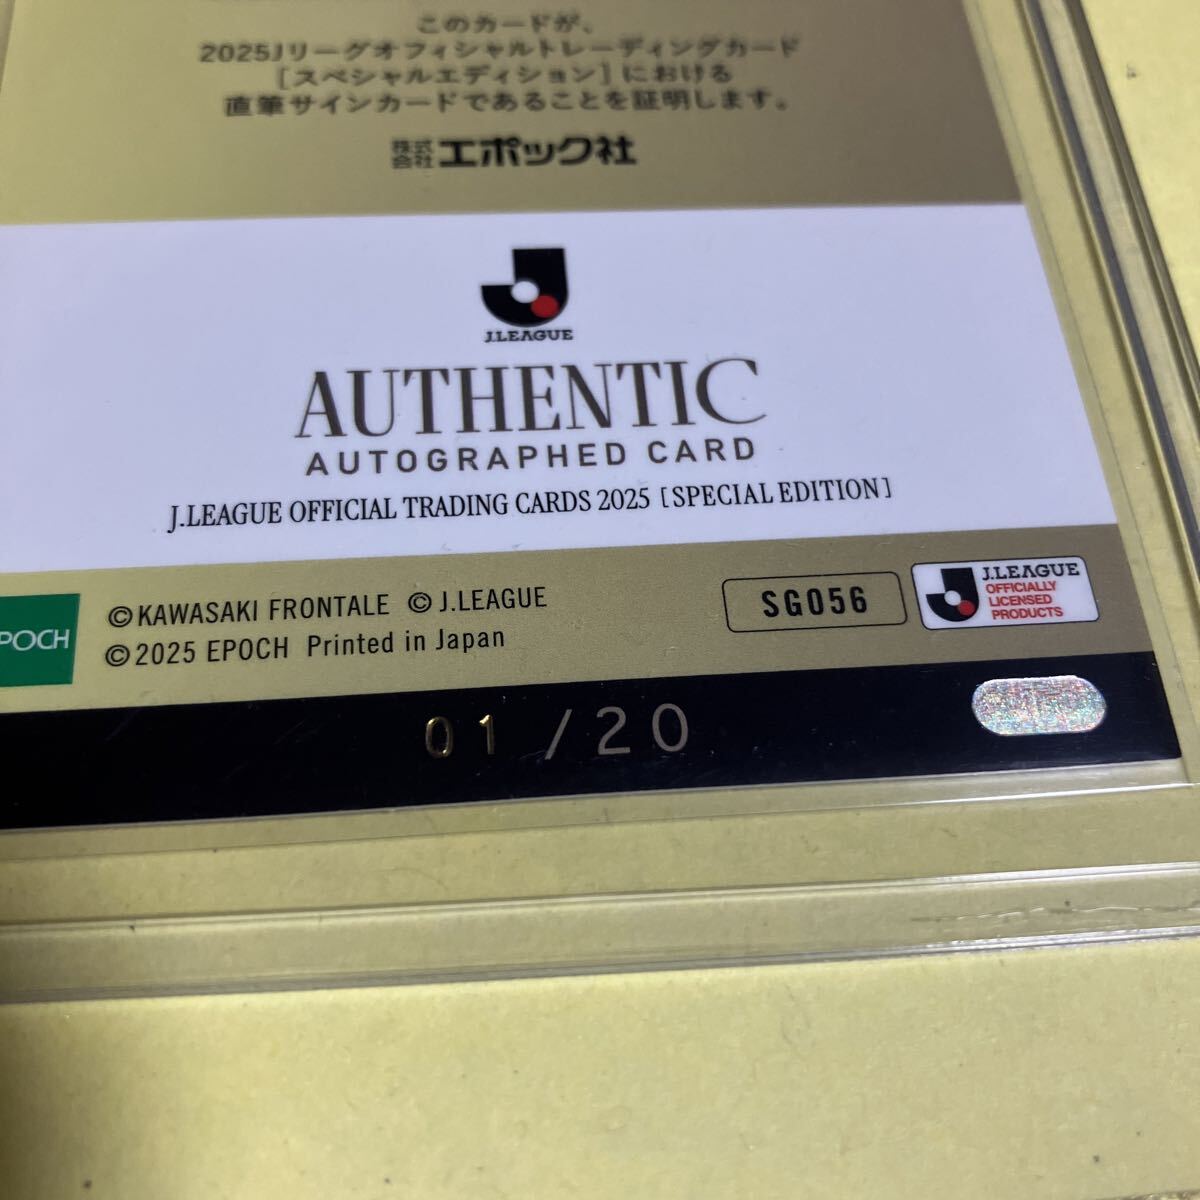 このカードが、
2025Jリーグオフィシャルトレーディングカード
[スペシャルエディション]における
直筆サインカードであることを証明します。
株式会社 エポック社
J.LEAGUE
AUTHENTIC
AUTOGRAPHED CARD
J.LEAGUE OFFICIAL TRADING CARDS 2025 [SPECIAL EDITION]
POCH
©KAWASAKI FRONTALE ©J.LEAGUE
©2025 EPOCH Printed in Japan
SG056
J.LEAGUE
OFFICIALLY
LICENSED
PRODUCTS
01 /20